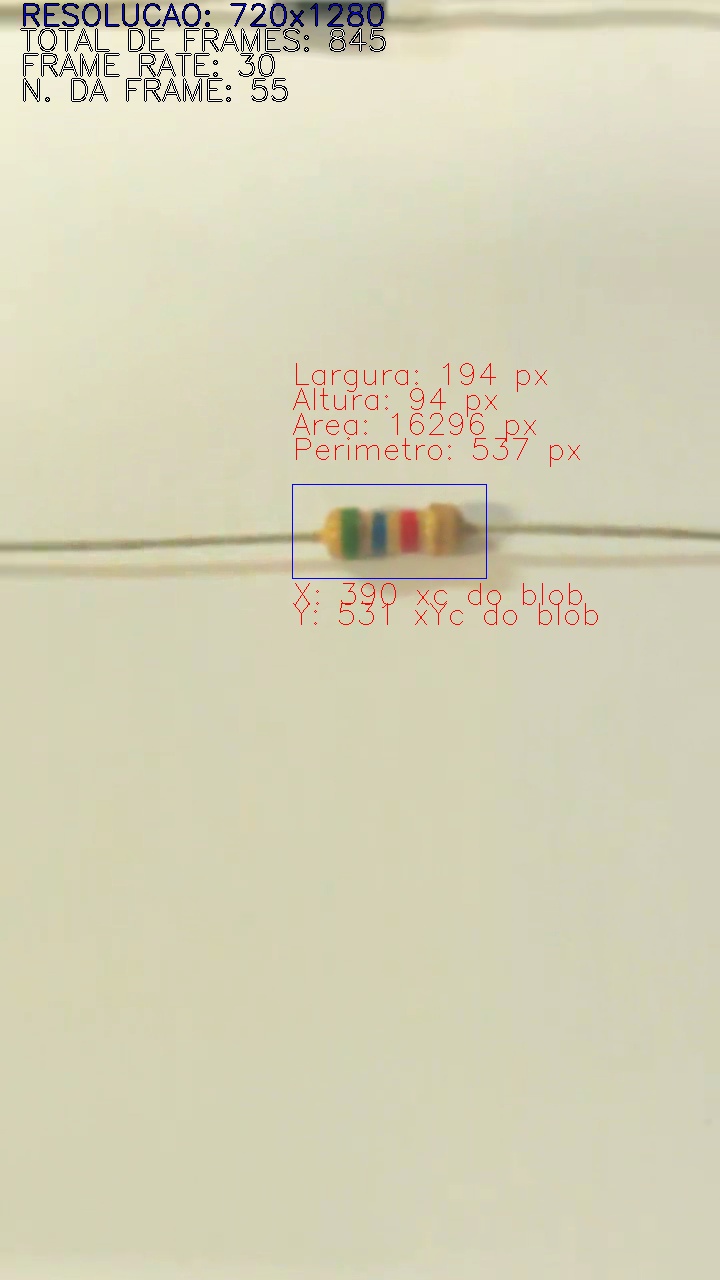 RESOLUCAO: 720x1280
TOTAL DE FRAMES: 845
FRAME RATE: 30
N. DA FRAME: 55
Largura: 194 px
Altura: 94 px
Area: 16296 px
Perimetro: 537 px
X: 390 xc do blob
Y: 531 xYc do blob